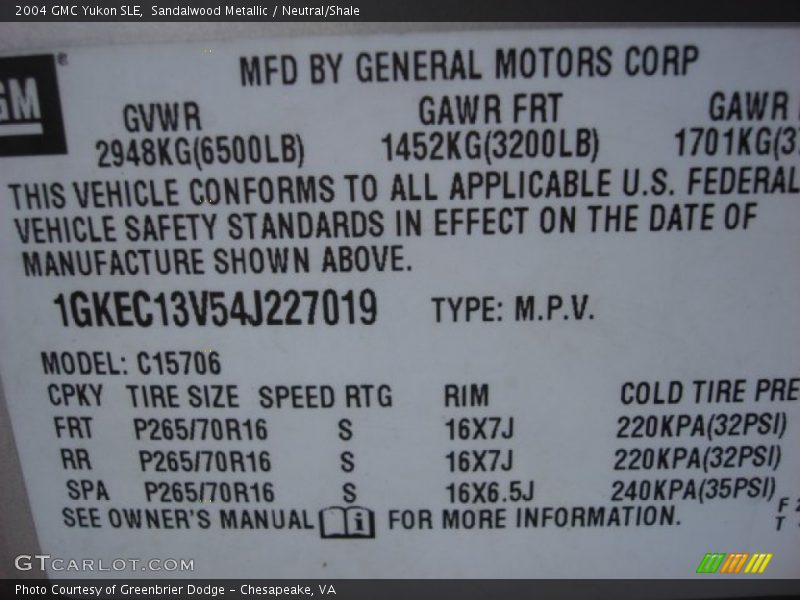 2004 GMC Yukon SLE, Sandalwood Metallic / Neutral/Shale
GM®
MFD BY GENERAL MOTORS CORP
GVWR GAWR FRT GAWR
2948KG(6500LB) 1452KG(3200LB) 1701KG(3
THIS VEHICLE CONFORMS TO ALL APPLICABLE U.S. FEDERAL
VEHICLE SAFETY STANDARDS IN EFFECT ON THE DATE OF
MANUFACTURE SHOWN ABOVE.
1GKEC13V54J227019 TYPE: M.P.V.
MODEL: C15706
CPKY TIRE SIZE SPEED RTG RIM COLD TIRE PRE
FRT P265/70R16 S 16X7J 220KPA(32PSI)
RR P265/70R16 S 16X7J 220KPA(32PSI)
SPA P265/70R16 S 16X6.5J 240KPA(35PSI)
F 2
SEE OWNER'S MANUAL i FOR MORE INFORMATION.
T
GTCARLOT.COM
Photo Courtesy of Greenbrier Dodge - Chesapeake, VA